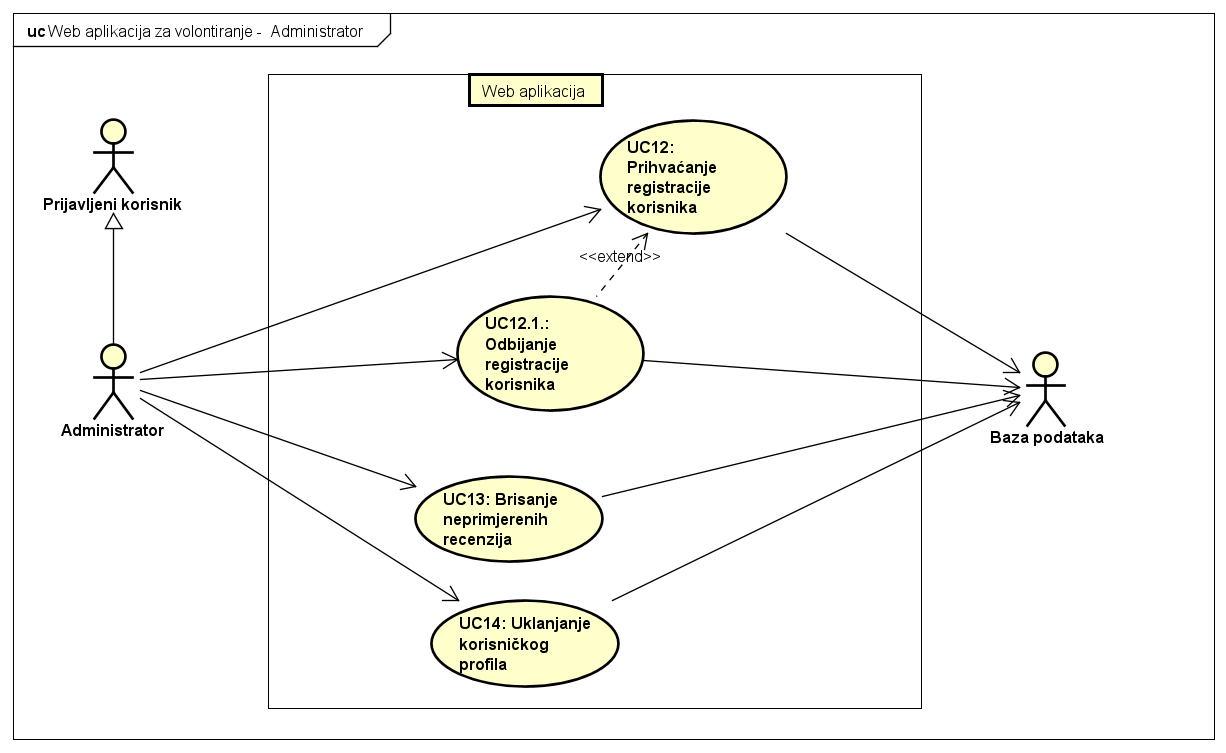 uc Web aplikacija za volontiranje - Administrator
Web aplikacija
UC12:
Prihvaćanje
registracije
korisnika
Prijavljeni korisnik
<<extend>>
UC12.1.:
Odbijanje
registracije
korisnika
Administrator
Baza podataka
UC13: Brisanje
neprimjerenih
recenzija
UC14: Uklanjanje
korisničkog
profila